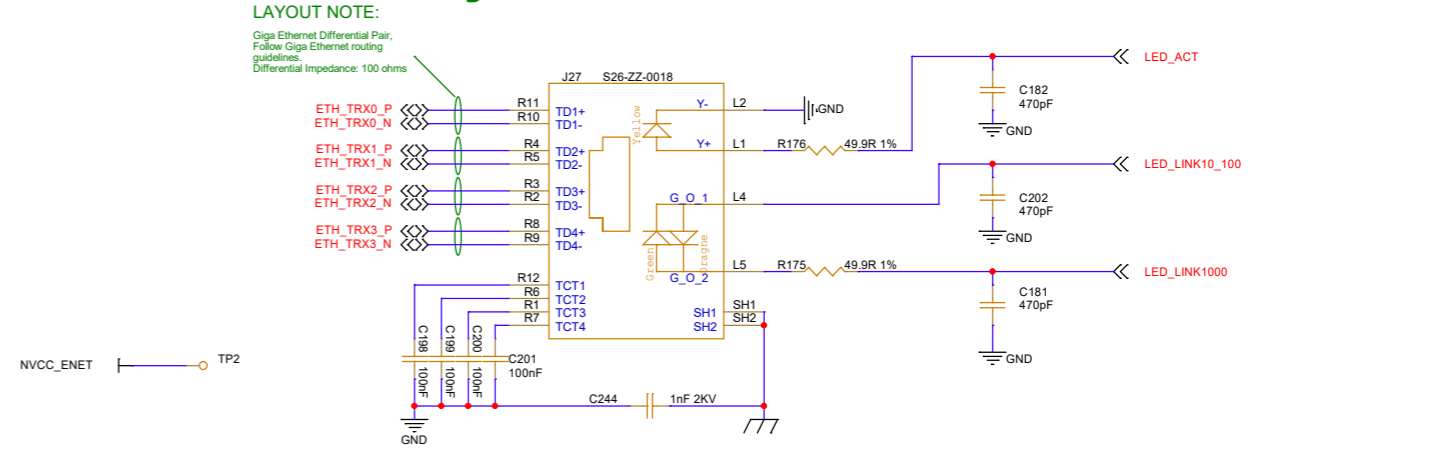 LAYOUT NOTE:
Giga Ethernet Differential Pair,
Follow Giga Ethernet routing
guidelines.
Differential Impedance: 100 ohms
J27 S26-ZZ-0018
ETH_TRX0_P R11 TD1+
ETH_TRX0_N R10 TD1-
ETH_TRX1_P R4 TD2+
ETH_TRX1_N R5 TD2-
ETH_TRX2_P R3 TD3+
ETH_TRX2_N R2 TD3-
ETH_TRX3_P R8 TD4+
ETH_TRX3_N R9 TD4-
R12 TCT1
R6 TCT2
R1 TCT3
R7 TCT4
Yellow
Y- L2 GND
Y+ L1 R176 49.9R 1%
G_O_1 L4
Green
Oragne
G_O_2 L5 R175 49.9R 1%
SH1 SH1
SH2 SH2
LED_ACT
C182
470pF
GND
LED_LINK10_100
C202
470pF
GND
LED_LINK1000
C181
470pF
GND
C198 100nF
C199 100nF
C200 100nF
C201
100nF
C244 1nF 2KV
GND
NVCC_ENET TP2